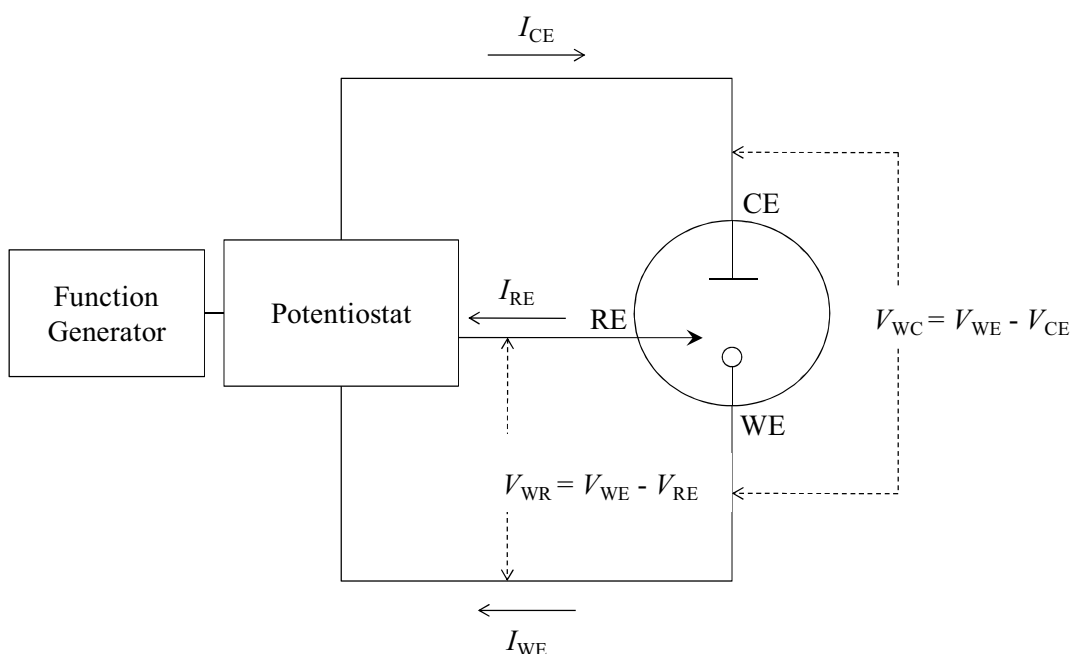 I_CE
CE
Function
Generator
Potentiostat
I_RE
RE
V_WC = V_WE - V_CE
WE
V_WR = V_WE - V_RE
I_WE